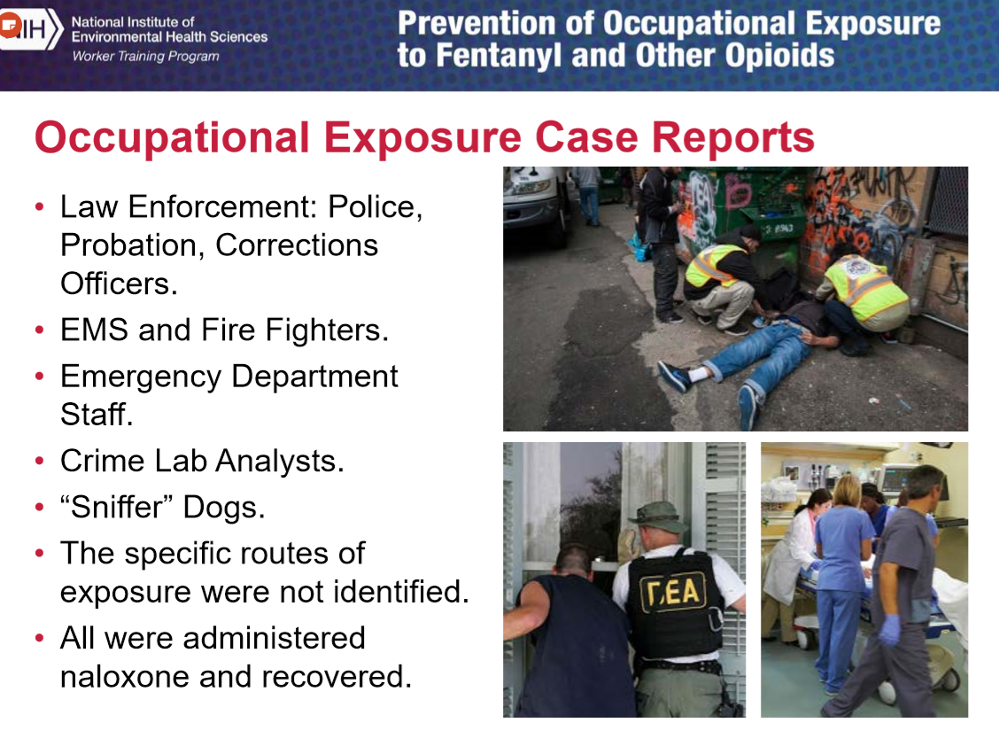 NIH
National Institute of
Environmental Health Sciences
Worker Training Program
Prevention of Occupational Exposure
to Fentanyl and Other Opioids
Occupational Exposure Case Reports
• Law Enforcement: Police,
Probation, Corrections
Officers.
• EMS and Fire Fighters.
• Emergency Department
Staff.
• Crime Lab Analysts.
• “Sniffer” Dogs.
• The specific routes of
exposure were not identified.
• All were administered
naloxone and recovered.
DEA